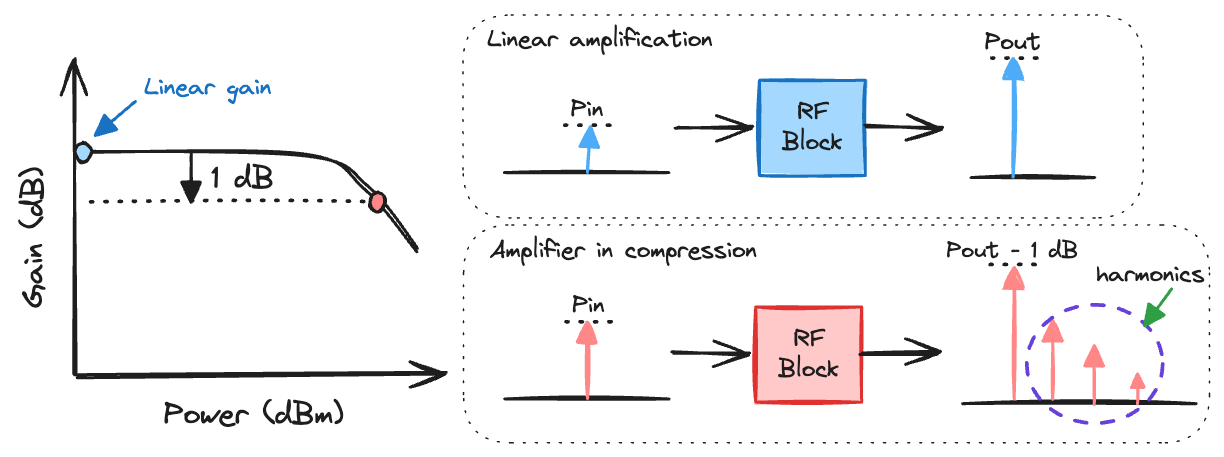 Linear gain
1 dB
Gain (dB)
Power (dBm)
Linear amplification
Pin
RF
Block
Pout
Amplifier in compression
Pin
RF
Block
Pout - 1 dB
harmonics